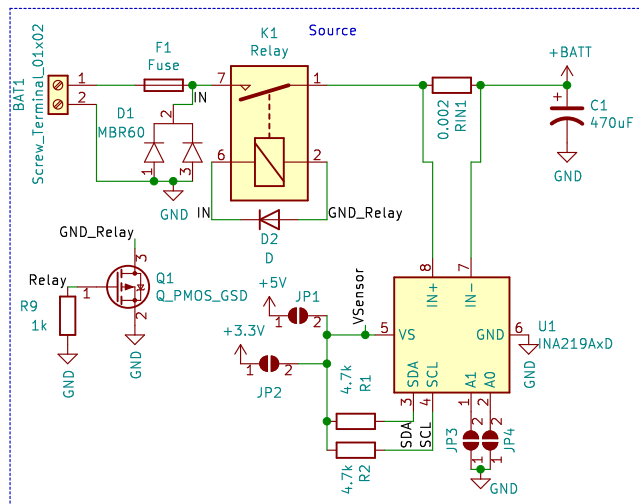 Source
BAT1
Screw_Terminal_01x02
1
2
F1
Fuse
IN
D1
MBR60
2
1
3
GND
K1
Relay
7
1
6
2
IN
GND_Relay
D2
D
0.002
RIN1
+BATT
+
C1
470uF
GND
GND_Relay
3
Relay
1
Q1
Q_PMOS_GSD
2
R9
1k
GND
GND
+5V
JP1
1
2
+3.3V
1
2
JP2
VSensor
4.7k
R1
4.7k
R2
SDA
SCL
8
7
IN+
IN-
5
VS
GND
6
U1
INA219AxD
GND
SDA
SCL
A1
A0
3
4
1
2
2
2
JP3
JP4
1
1
GND